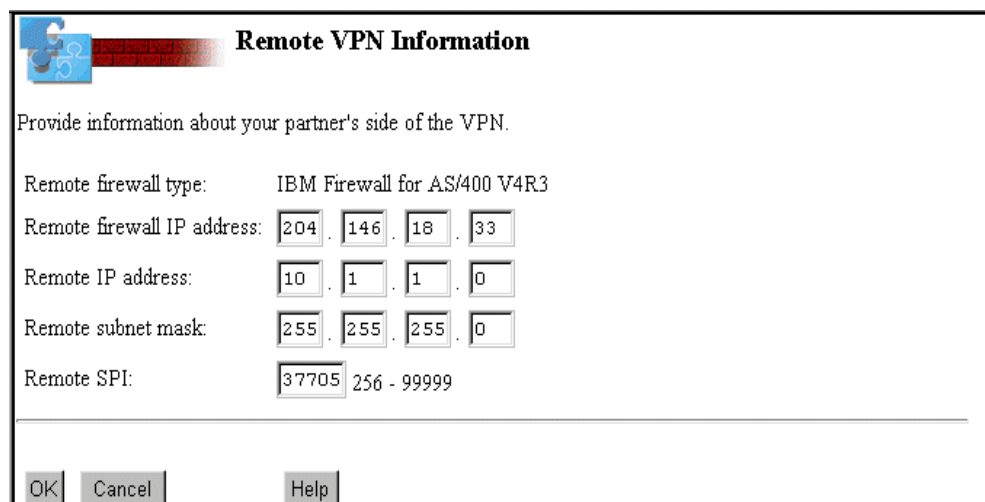 Remote VPN Information
Provide information about your partner's side of the VPN.
Remote firewall type: IBM Firewall for AS/400 V4R3
Remote firewall IP address: 204 . 146 . 18 . 33
Remote IP address: 10 . 1 . 1 . 0
Remote subnet mask: 255 . 255 . 255 . 0
Remote SPI: 37705 256 - 99999
OK Cancel Help